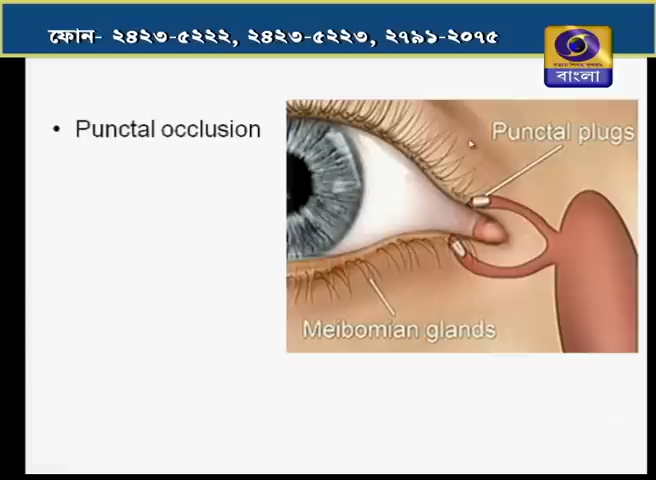 ফোন- ২৪২৩-৫২২২, ২৪২৩-৫২২৩, ২৭৯১-২০৭৫
বাংলা
• Punctal occlusion
Punctal plugs
Meibomian glands